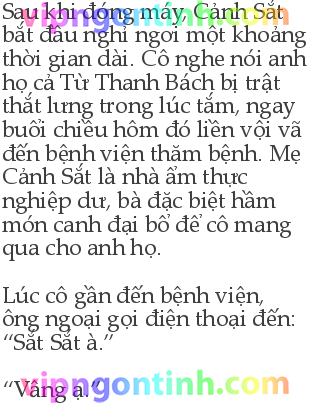 Sau khi đóng máy, Cảnh Sắt
bắt đầu nghỉ ngơi một khoảng
thời gian dài. Cô nghe nói anh
họ cả Từ Thanh Bách bị trật
thắt lưng trong lúc tắm, ngay
buổi chiều hôm đó liền vội vã
đến bệnh viện thăm bệnh. Mẹ
Cảnh Sắt là nhà ẩm thực
nghiệp dư, bà đặc biệt hầm
món canh đại bổ để cô mang
qua cho anh họ.
Lúc cô gần đến bệnh viện,
ông ngoại gọi điện thoại đến:
“Sắt Sắt à.”
“Vâng ạ.”
vipngontinh.com
vipngontinh.com